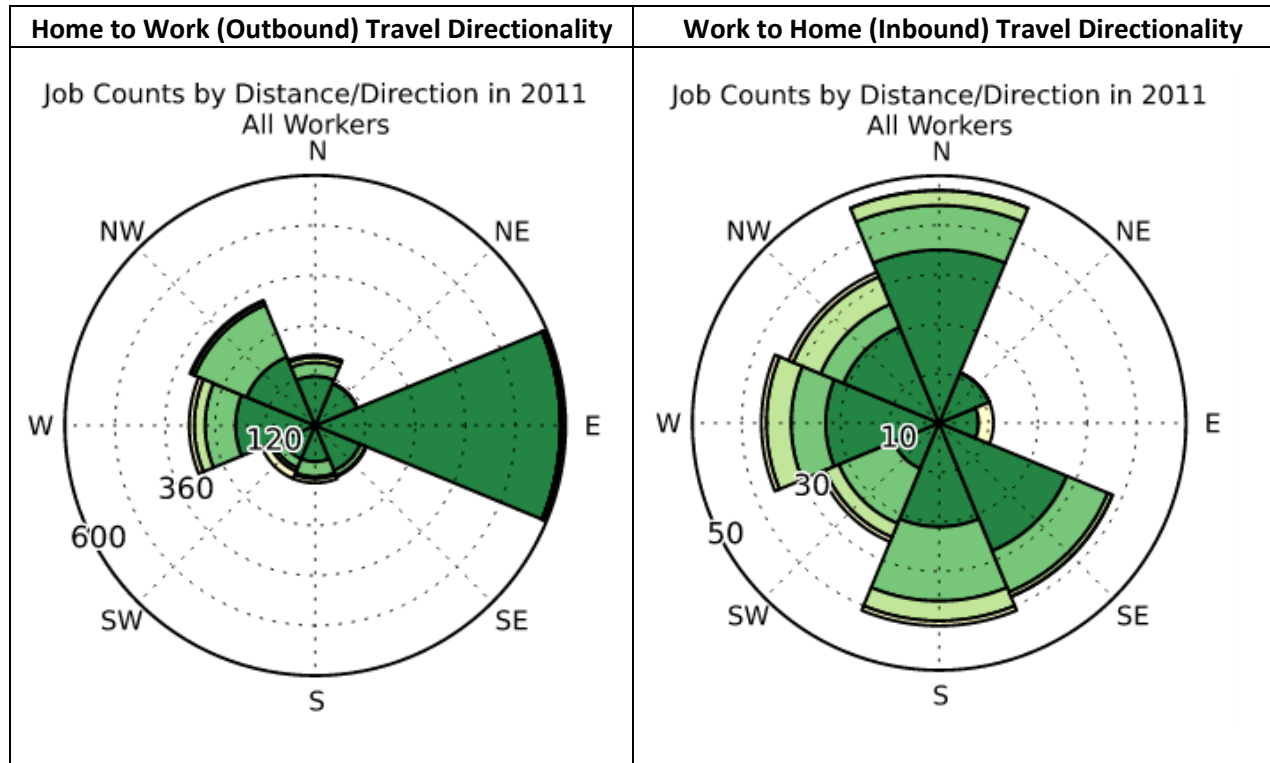 Home to Work (Outbound) Travel Directionality
Work to Home (Inbound) Travel Directionality
Job Counts by Distance/Direction in 2011
All Workers
N
NW
NE
W
E
120
360
600
SW
SE
S
Job Counts by Distance/Direction in 2011
All Workers
N
NW
NE
W
E
10
30
50
SW
SE
S